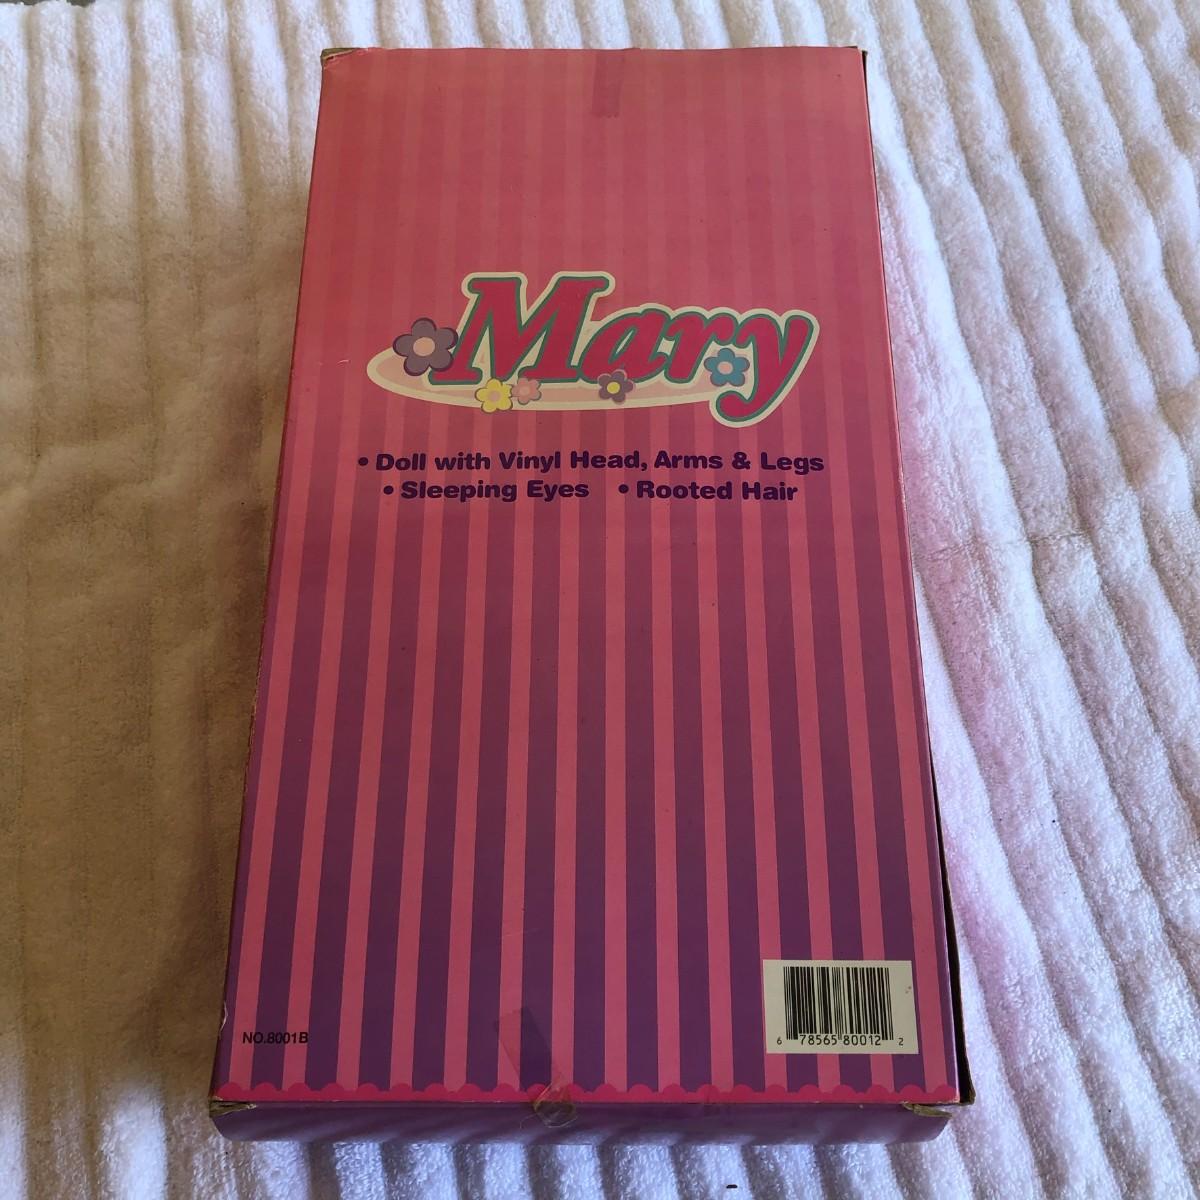 Mary
• Doll with Vinyl Head, Arms & Legs
• Sleeping Eyes • Rooted Hair
NO.8001B
6 78565 80012 2